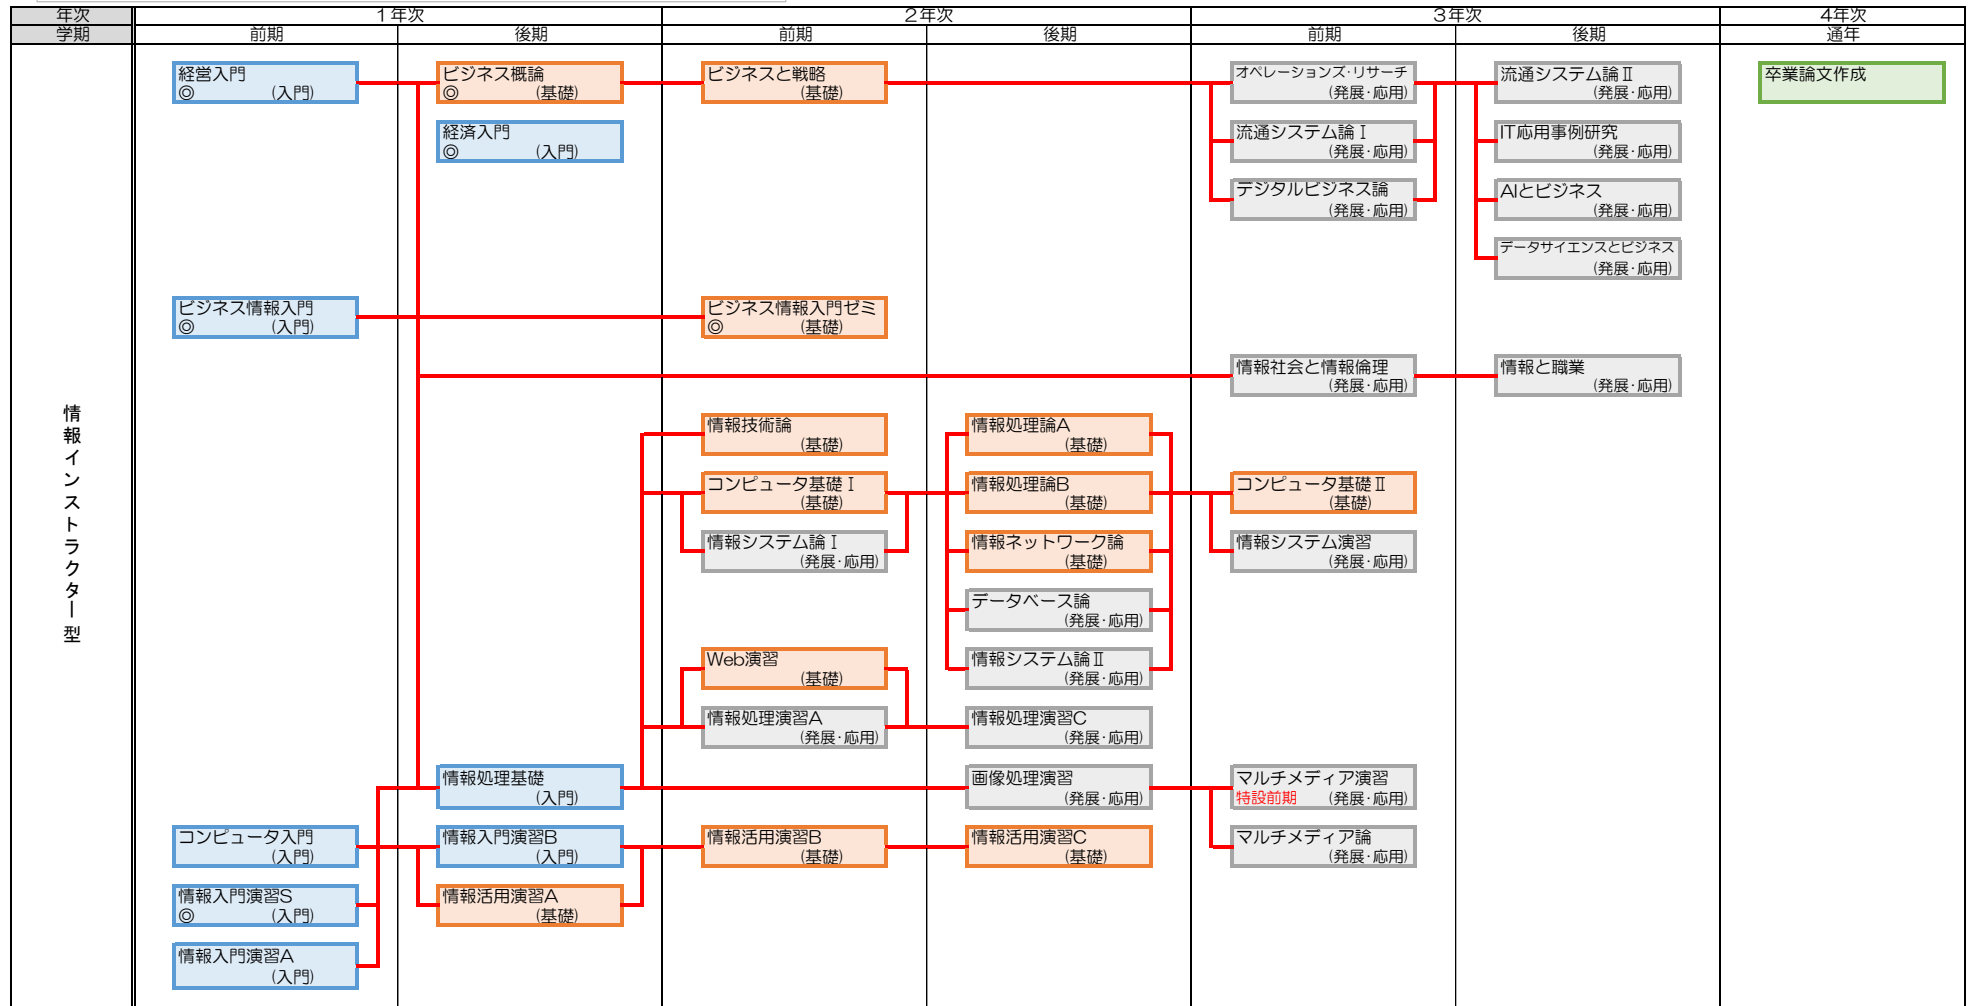 年次
1年次
2年次
3年次
4年次
学期
前期
後期
前期
後期
前期
後期
通年
情報インストラクター型
経営入門
◎ (入門)
ビジネス概論
◎ (基礎)
ビジネスと戦略
(基礎)
オペレーションズ・リサーチ
(発展・応用)
流通システム論Ⅱ
(発展・応用)
卒業論文作成
経済入門
◎ (入門)
流通システム論Ⅰ
(発展・応用)
IT応用事例研究
(発展・応用)
デジタルビジネス論
(発展・応用)
AIとビジネス
(発展・応用)
データサイエンスとビジネス
(発展・応用)
ビジネス情報入門
◎ (入門)
ビジネス情報入門ゼミ
◎ (基礎)
情報社会と情報倫理
(発展・応用)
情報と職業
(発展・応用)
情報技術論
(基礎)
情報処理論A
(基礎)
コンピュータ基礎Ⅰ
(基礎)
情報処理論B
(基礎)
コンピュータ基礎Ⅱ
(基礎)
情報システム論Ⅰ
(発展・応用)
情報ネットワーク論
(基礎)
情報システム演習
(発展・応用)
データベース論
(発展・応用)
Web演習
(基礎)
情報システム論Ⅱ
(発展・応用)
情報処理演習A
(発展・応用)
情報処理演習C
(発展・応用)
情報処理基礎
(入門)
画像処理演習
(発展・応用)
マルチメディア演習
特設前期 (発展・応用)
コンピュータ入門
(入門)
情報入門演習B
(入門)
情報活用演習B
(基礎)
情報活用演習C
(基礎)
マルチメディア論
(発展・応用)
情報入門演習S
◎ (入門)
情報活用演習A
(基礎)
情報入門演習A
(入門)